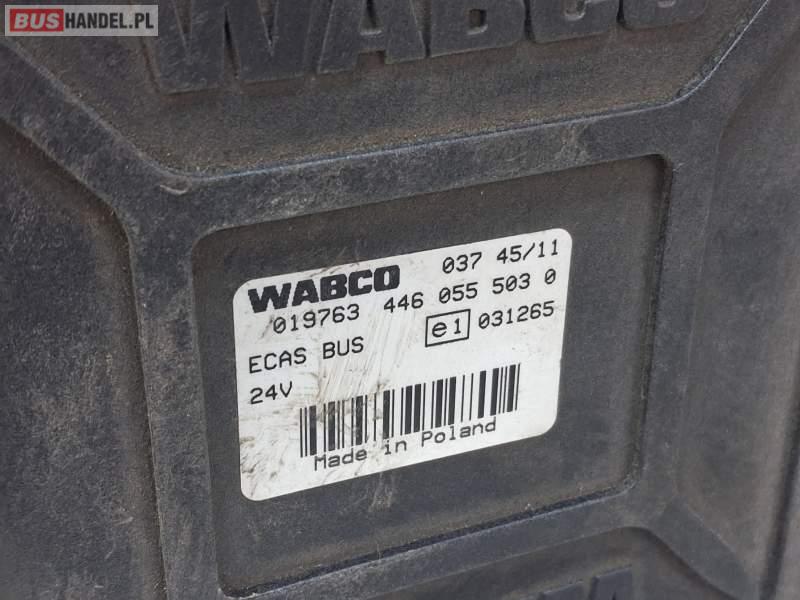 BUSHANDEL.PL
WABCO
WABCO 037 45/11
019763 446 055 503 0
ECAS BUS e1 031265
24V
Made in Poland